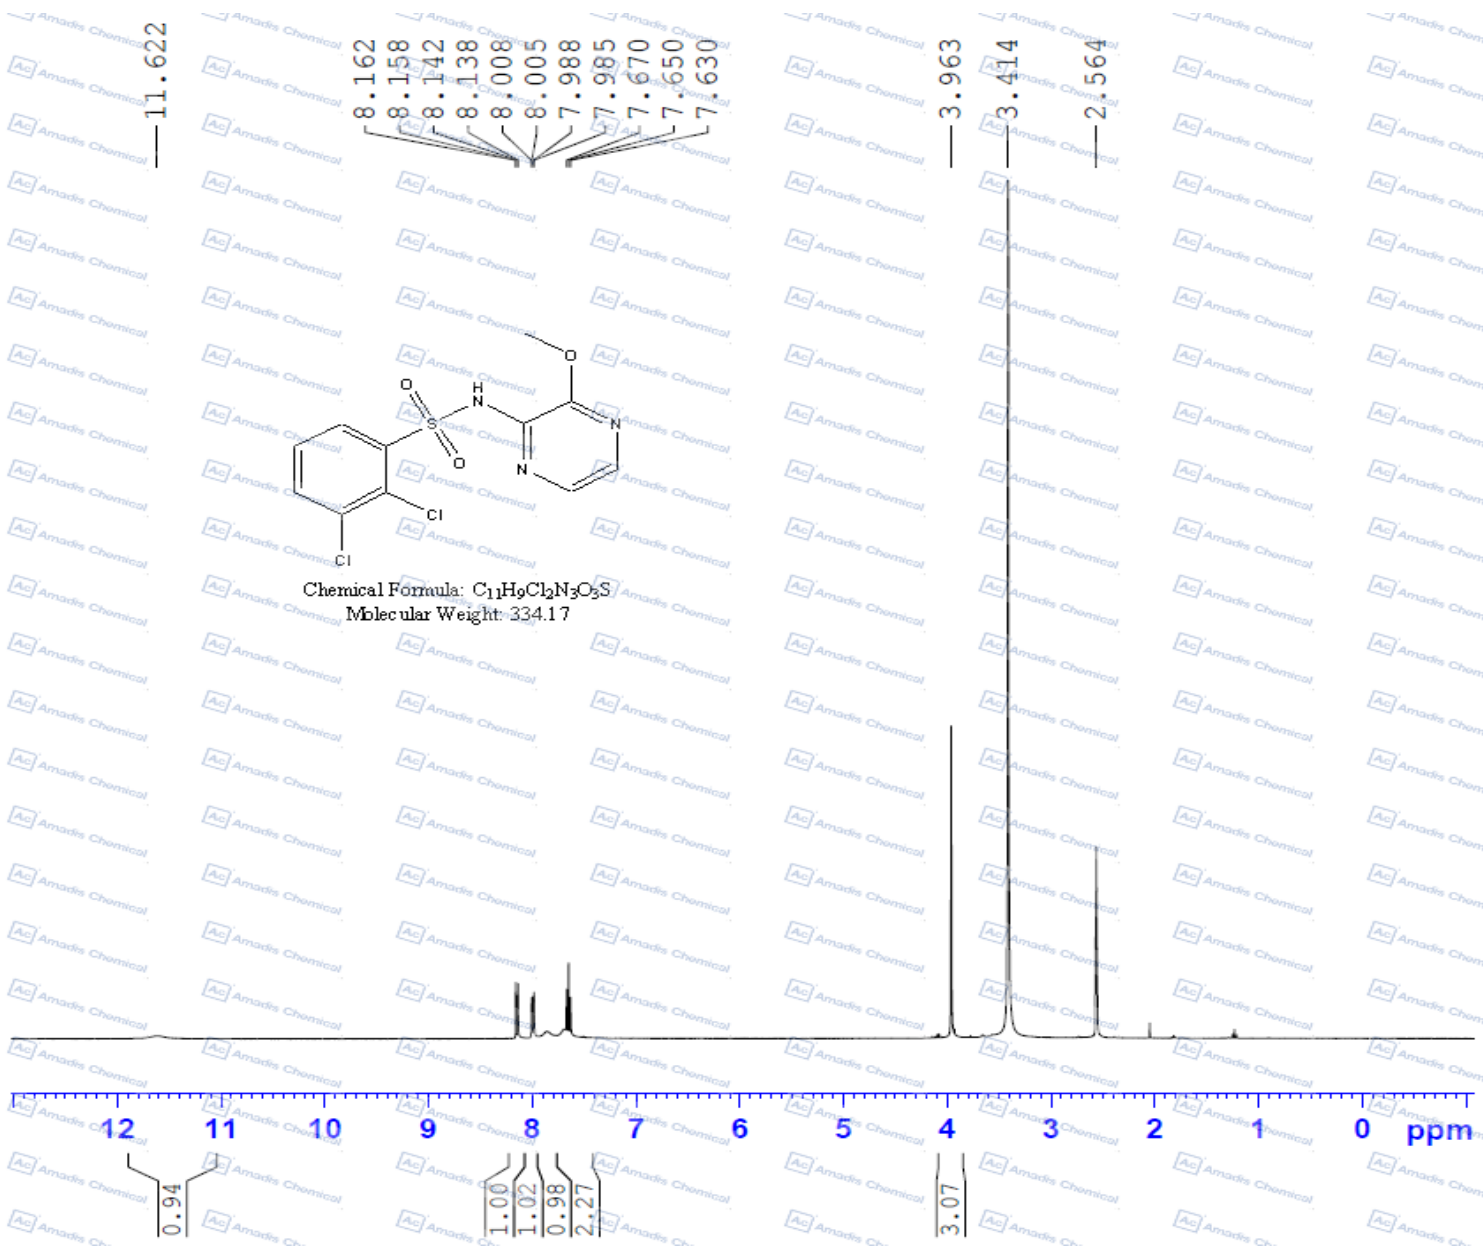 11.622
8.162
8.158
8.142
8.138
8.008
8.005
7.988
7.985
7.670
7.650
7.630
3.963
3.414
2.564
O
O
H
N
S
O
N
N
Cl
Cl
Chemical Formula: C₁₁H₉Cl₂N₃O₃S
Molecular Weight: 334.17
12 11 10 9 8 7 6 5 4 3 2 1 0 ppm
0.94
1.00
1.02
0.98
2.27
3.07
Ac Amadis Chemical